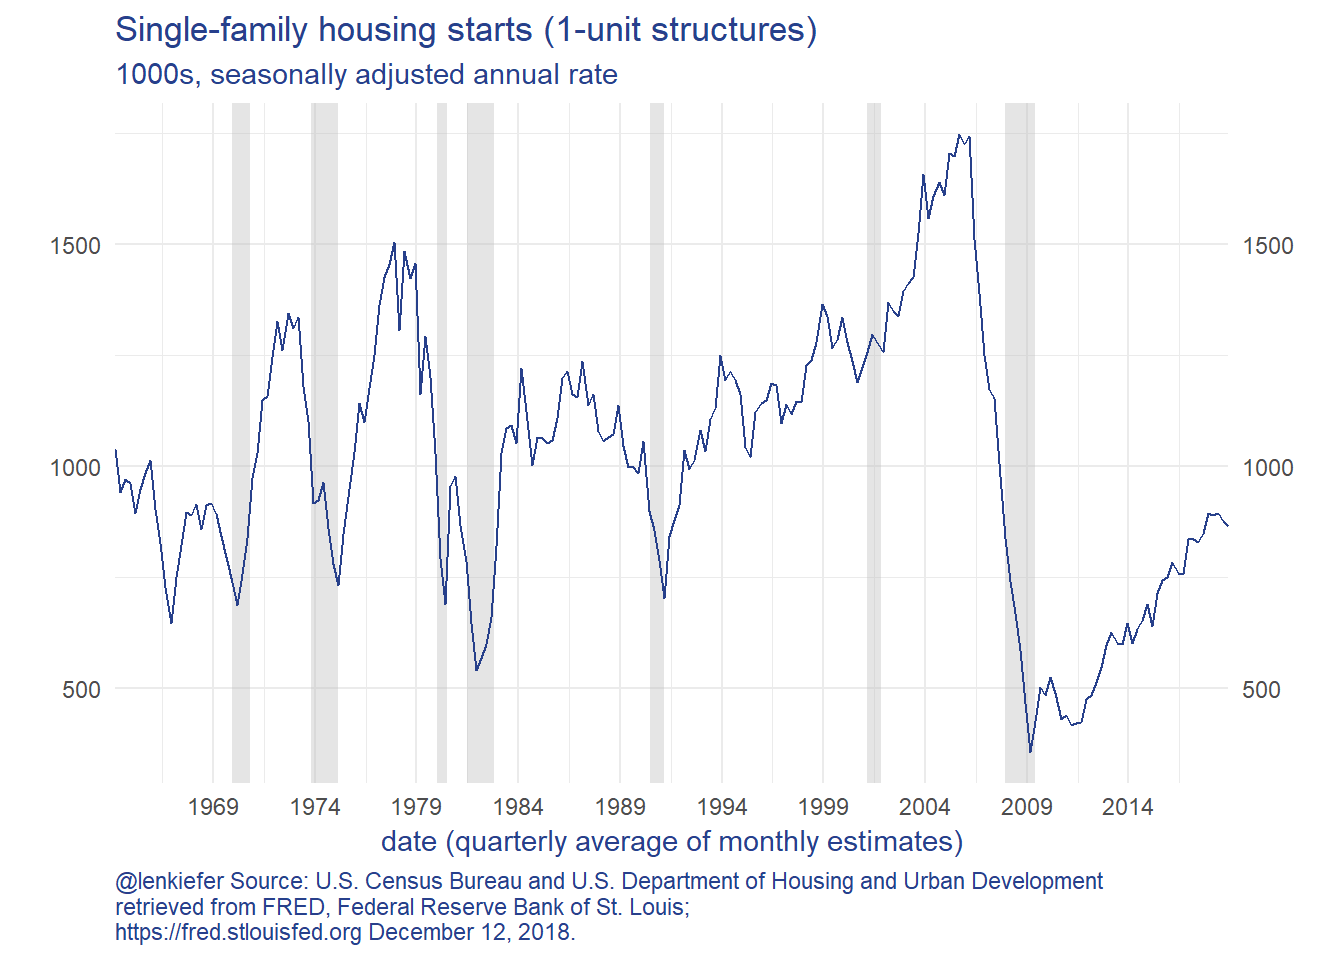 Single-family housing starts (1-unit structures)
1000s, seasonally adjusted annual rate
1500
1500
1000
1000
500
500
1969 1974 1979 1984 1989 1994 1999 2004 2009 2014
date (quarterly average of monthly estimates)
@lenkiefer Source: U.S. Census Bureau and U.S. Department of Housing and Urban Development
retrieved from FRED, Federal Reserve Bank of St. Louis;
https://fred.stlouisfed.org December 12, 2018.